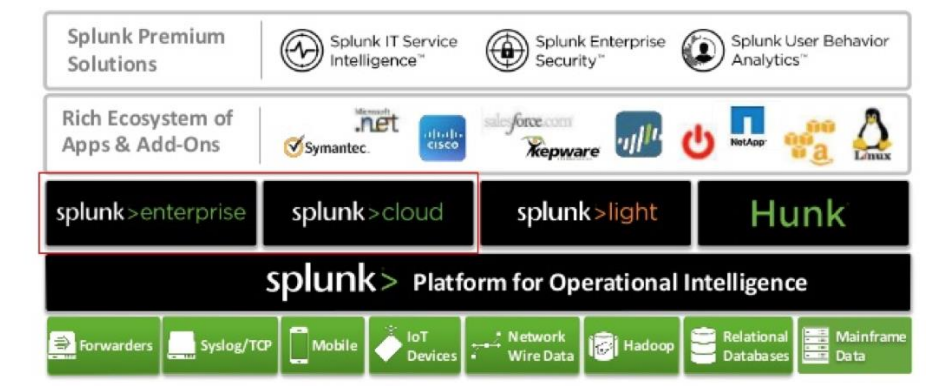 Splunk Premium
Solutions
Splunk IT Service
Intelligence™
Splunk Enterprise
Security™
Splunk User Behavior
Analytics™
Rich Ecosystem of
Apps & Add-Ons
Symantec.
Microsoft
.net
cisco
salesforce.com
kepware
NetApp
a
Linux
splunk>enterprise
splunk>cloud
splunk>light
Hunk
splunk> Platform for Operational Intelligence
Forwarders
Syslog/TCP
Mobile
IoT
Devices
Network
Wire Data
Hadoop
Relational
Databases
Mainframe
Data